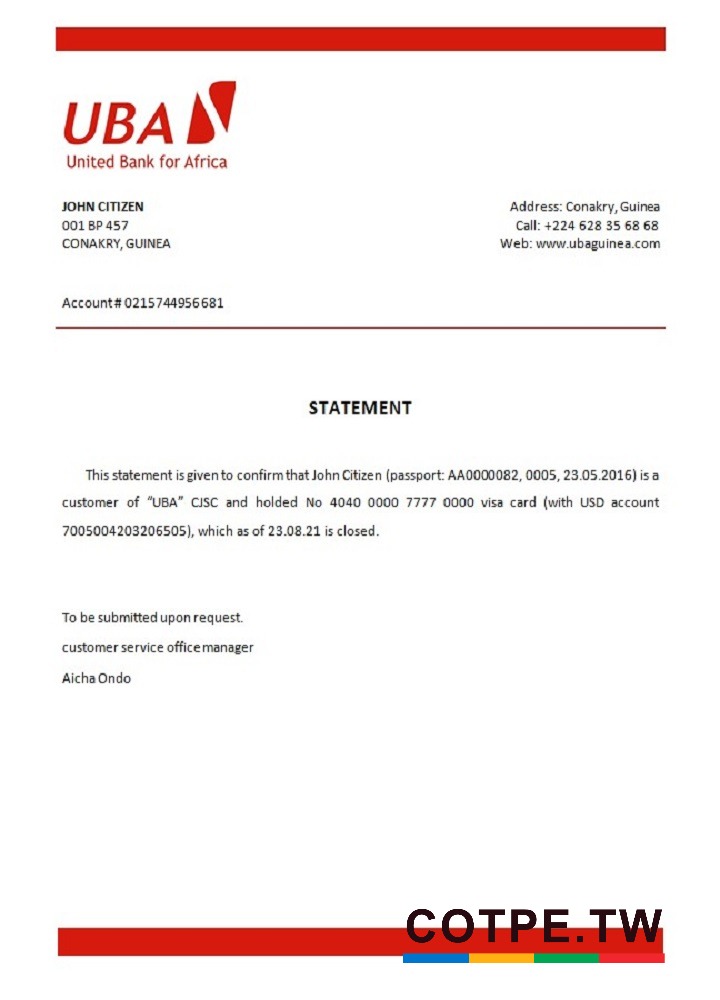 UBA
United Bank for Africa
JOHN CITIZEN
001 BP 457
CONAKRY, GUINEA
Address: Conakry, Guinea
Call: +224 628 35 68 68
Web: www.ubaguinea.com
Account# 0215744956681
STATEMENT
This statement is given to confirm that John Citizen (passport: AA0000082, 0005, 23.05.2016) is a
customer of “UBA” CJSC and holded No 4040 0000 7777 0000 visa card (with USD account
7005004203206505), which as of 23.08.21 is closed.
To be submitted upon request.
customer service office manager
Aicha Ondo
COTPE.TW